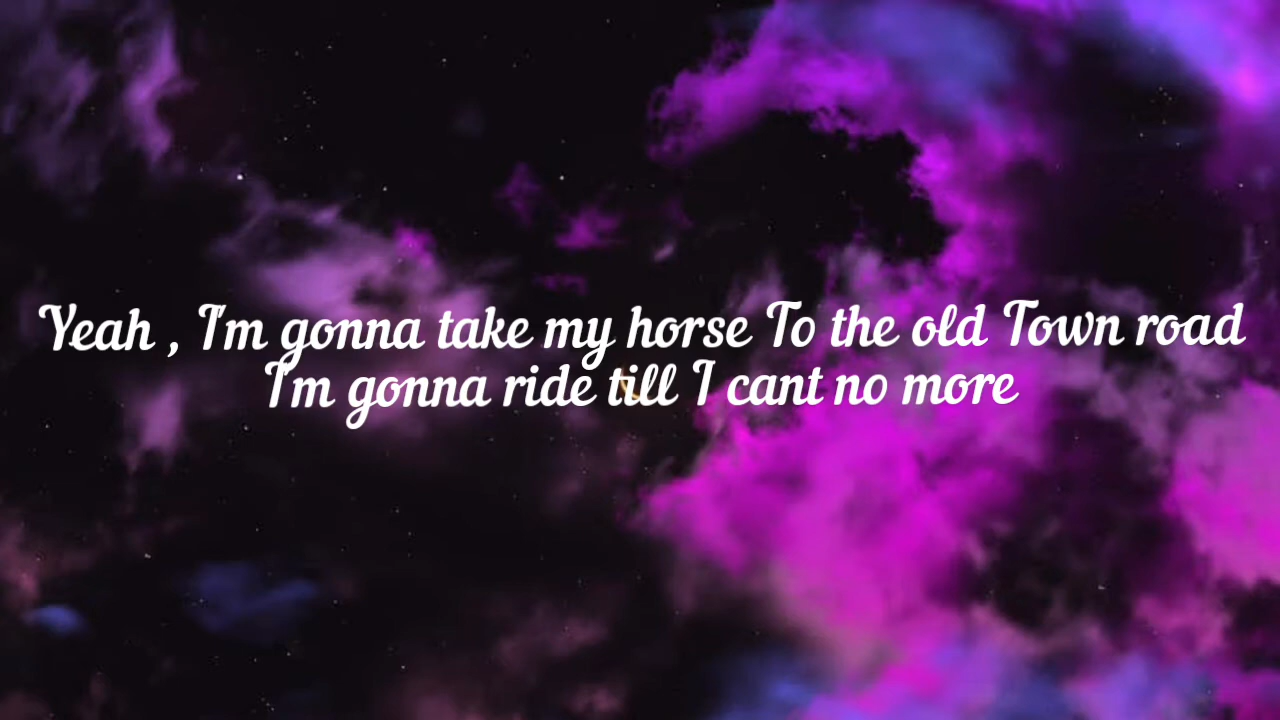 Yeah , I'm gonna take my horse To the old Town road
I'm gonna ride till I cant no more